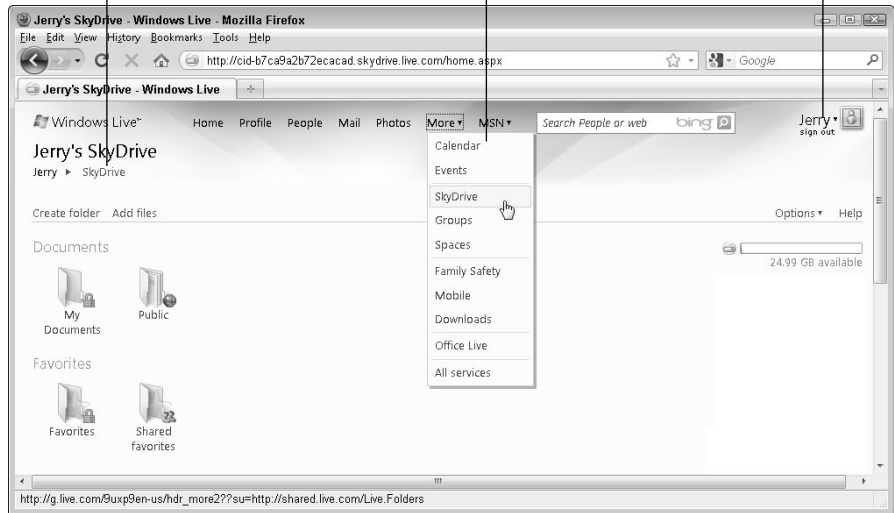 Jerry's SkyDrive - Windows Live - Mozilla Firefox
File Edit View History Bookmarks Tools Help
http://cid-b7ca9a2b72ecacad.skydrive.live.com/home.aspx
Google
Jerry's SkyDrive - Windows Live
Windows Live™
Home Profile People Mail Photos More MSN
Search People or web bing
Jerry
sign out
Jerry's SkyDrive
Jerry ► SkyDrive
Calendar
Events
SkyDrive
Groups
Spaces
Family Safety
Mobile
Downloads
Office Live
All services
Create folder Add files
Options Help
Documents
24.99 GB available
My Documents
Public
Favorites
Favorites
Shared favorites
http://g.live.com/9uxp9en-us/hdr_more2??su=http://shared.live.com/Live.Folders